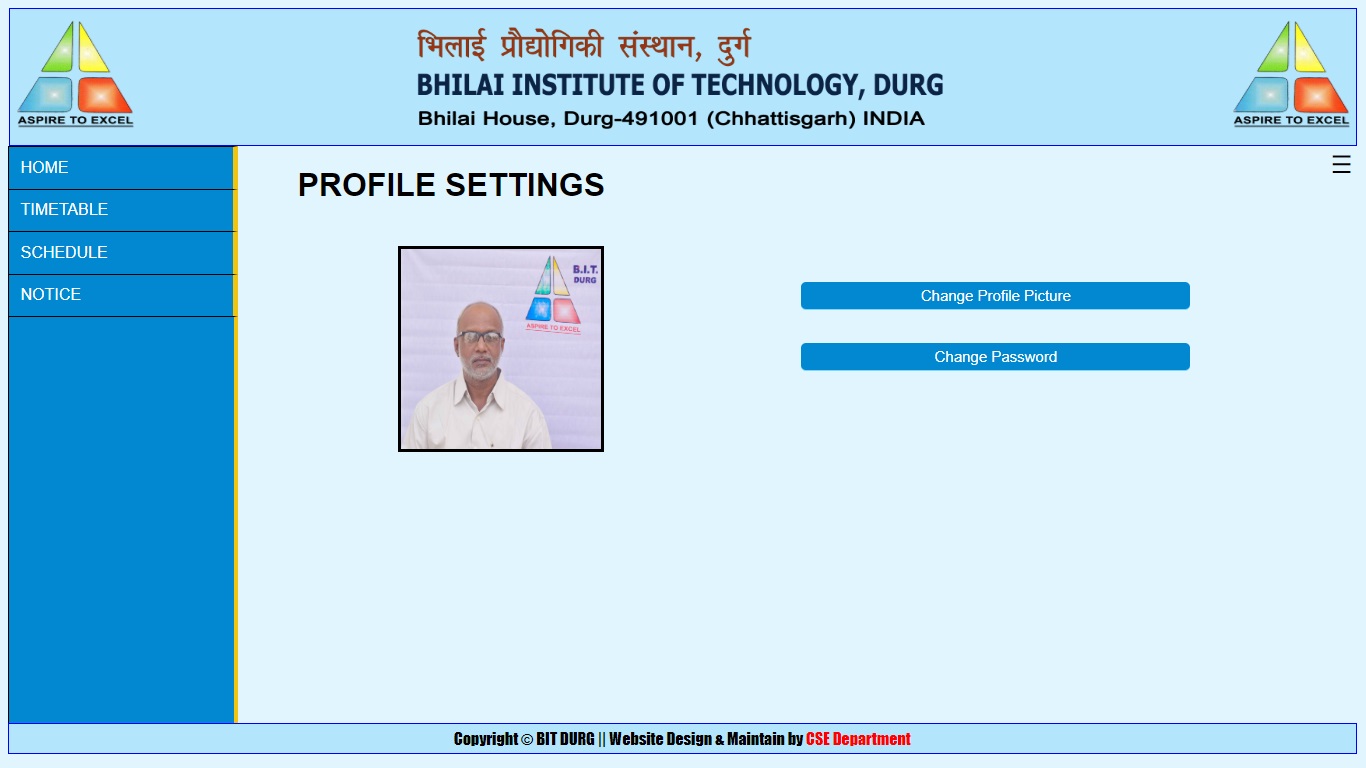 ASPIRE TO EXCEL
भिलाई प्रौद्योगिकी संस्थान, दुर्ग
BHILAI INSTITUTE OF TECHNOLOGY, DURG
Bhilai House, Durg-491001 (Chhattisgarh) INDIA
ASPIRE TO EXCEL
HOME
TIMETABLE
SCHEDULE
NOTICE
PROFILE SETTINGS
B.I.T.
DURG
ASPIRE TO EXCEL
Change Profile Picture
Change Password
Copyright © BIT DURG || Website Design & Maintain by CSE Department